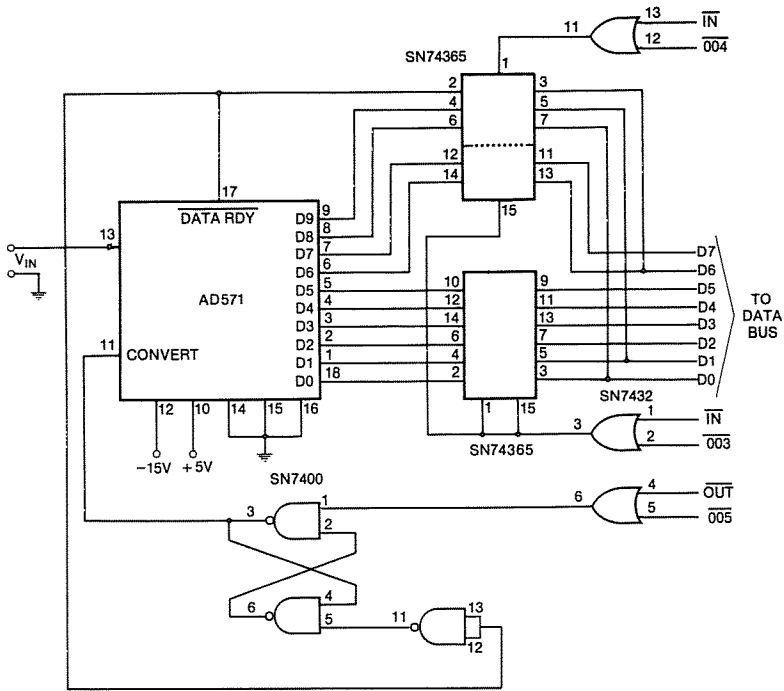 SN74365
11
13
IN
12
004
1
2
4
6
12
14
3
5
7
11
13
15
17
DATA RDY
13
V IN
AD571
D9
9
D8
8
D7
7
D6
6
D5
5
D4
4
D3
3
D2
2
D1
1
D0
18
11
CONVERT
12
10
14
15
16
-15V
+5V
10
12
14
6
4
2
9
11
13
7
5
3
1
15
SN74365
D7
D6
D5
D4
D3
D2
D1
D0
TO
DATA
BUS
SN7432
3
1
IN
2
003
SN7400
3
1
2
6
4
OUT
5
005
6
4
5
11
13
12